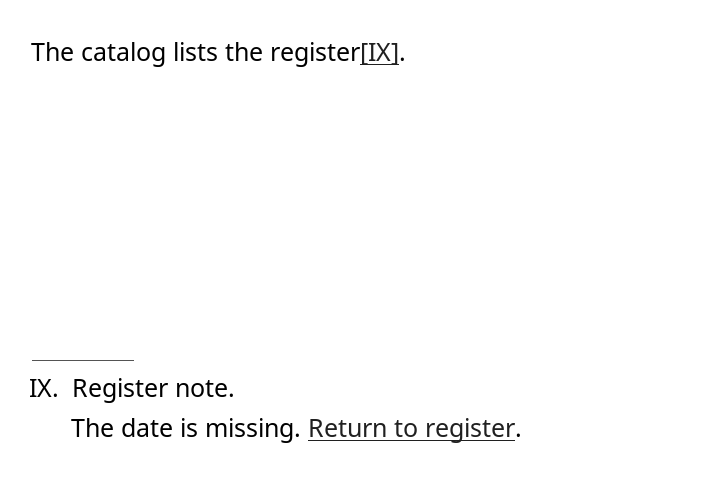 The catalog lists the register[IX].
IX. Register note.
The date is missing. Return to register.